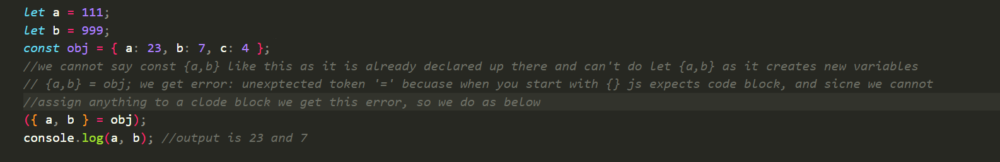 let a = 111;
let b = 999;
const obj = { a: 23, b: 7, c: 4 };
//we cannot say const {a,b} like this as it is already declared up there and can't do let {a,b} as it creates new variables
// {a,b} = obj; we get error: unexptected token '=' becuase when you start with {} js expects code block, and sicne we cannot
//assign anything to a clode block we get this error, so we do as below
({ a, b } = obj);
console.log(a, b); //output is 23 and 7